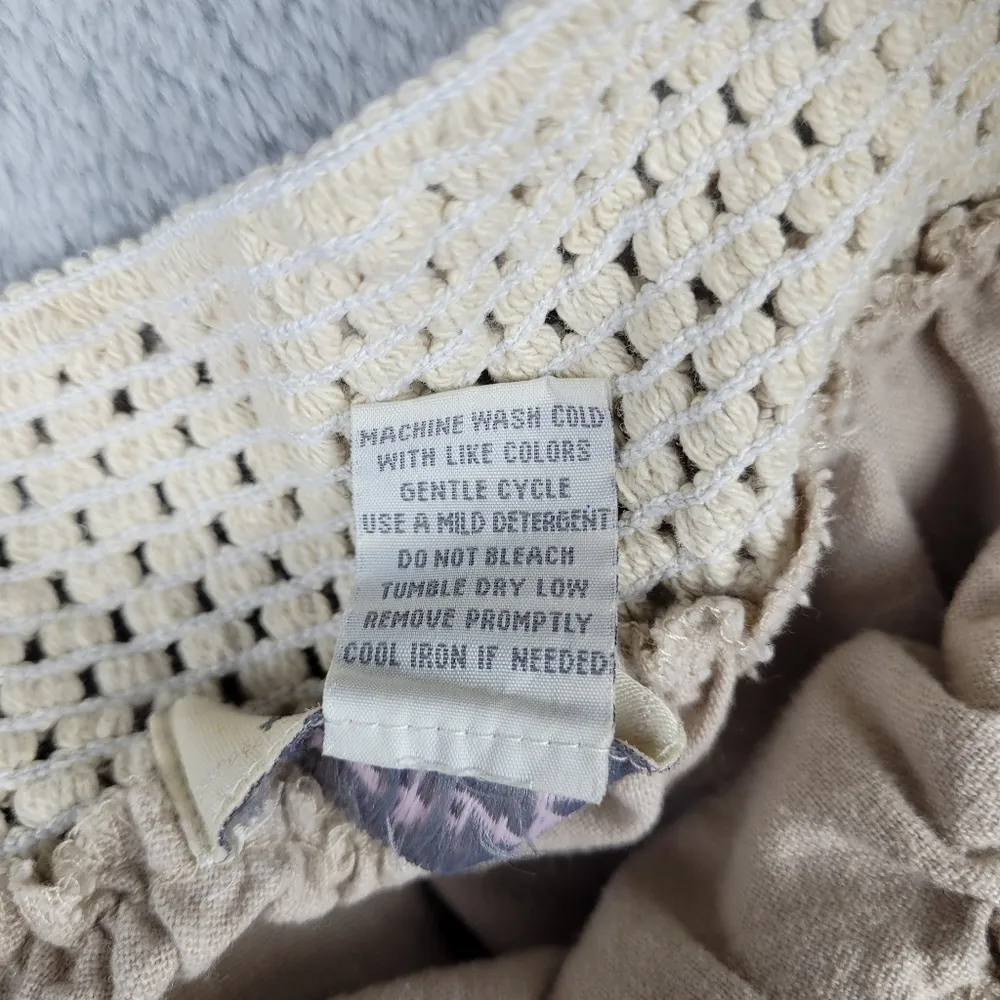 MACHINE WASH COLD
WITH LIKE COLORS
GENTLE CYCLE
USE A MILD DETERGENT
DO NOT BLEACH
TUMBLE DRY LOW
REMOVE PROMPTLY
COOL IRON IF NEEDED